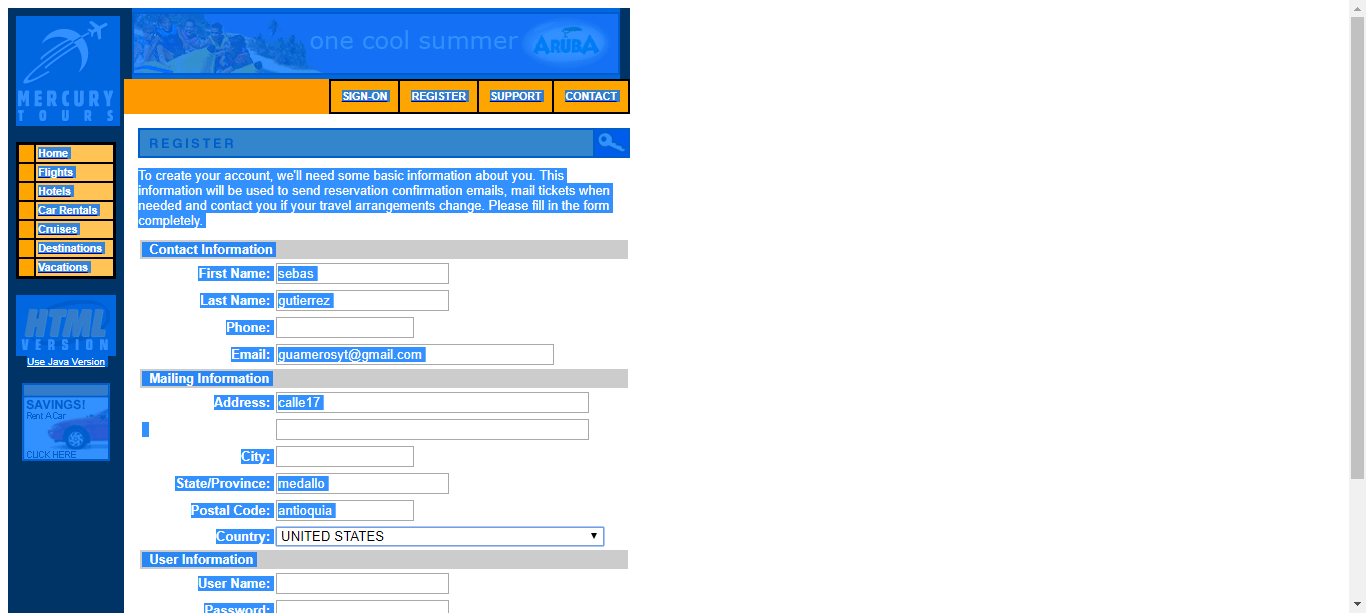 one cool summer ARUBA
MERCURY
TOURS
SIGN-ON REGISTER SUPPORT CONTACT
REGISTER
Home
Flights
Hotels
Car Rentals
Cruises
Destinations
Vacations
HTML
VERSION
Use Java Version
SAVINGS!
Rent A Car
CLICK HERE
To create your account, we'll need some basic information about you. This
information will be used to send reservation confirmation emails, mail tickets when
needed and contact you if your travel arrangements change. Please fill in the form
completely.
Contact Information
First Name: sebas
Last Name: gutierrez
Phone:
Email: guamerosyt@gmail.com
Mailing Information
Address: calle17
City:
State/Province: medallo
Postal Code: antioquia
Country: UNITED STATES
User Information
User Name:
Password: